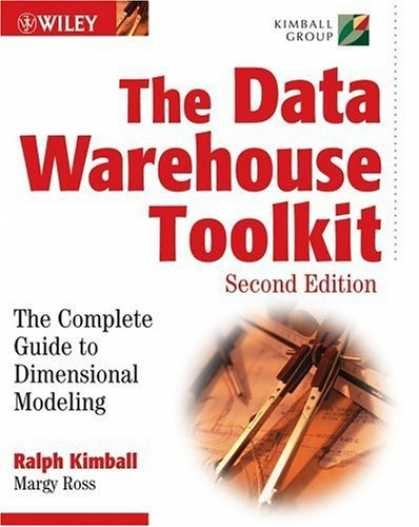 WILEY
KIMBALL
GROUP
The Data
Warehouse
Toolkit
Second Edition
The Complete
Guide to
Dimensional
Modeling
Ralph Kimball
Margy Ross